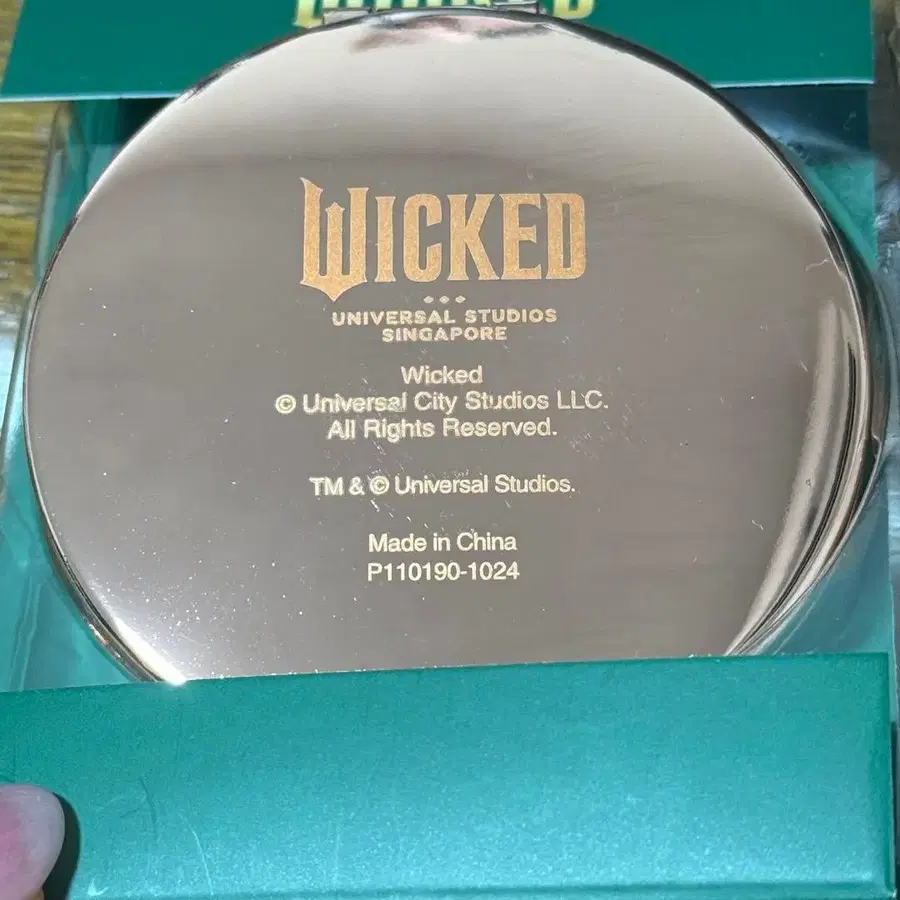 WICKED
UNIVERSAL STUDIOS
SINGAPORE
Wicked
© Universal City Studios LLC.
All Rights Reserved.
TM & © Universal Studios.
Made in China
P110190-1024